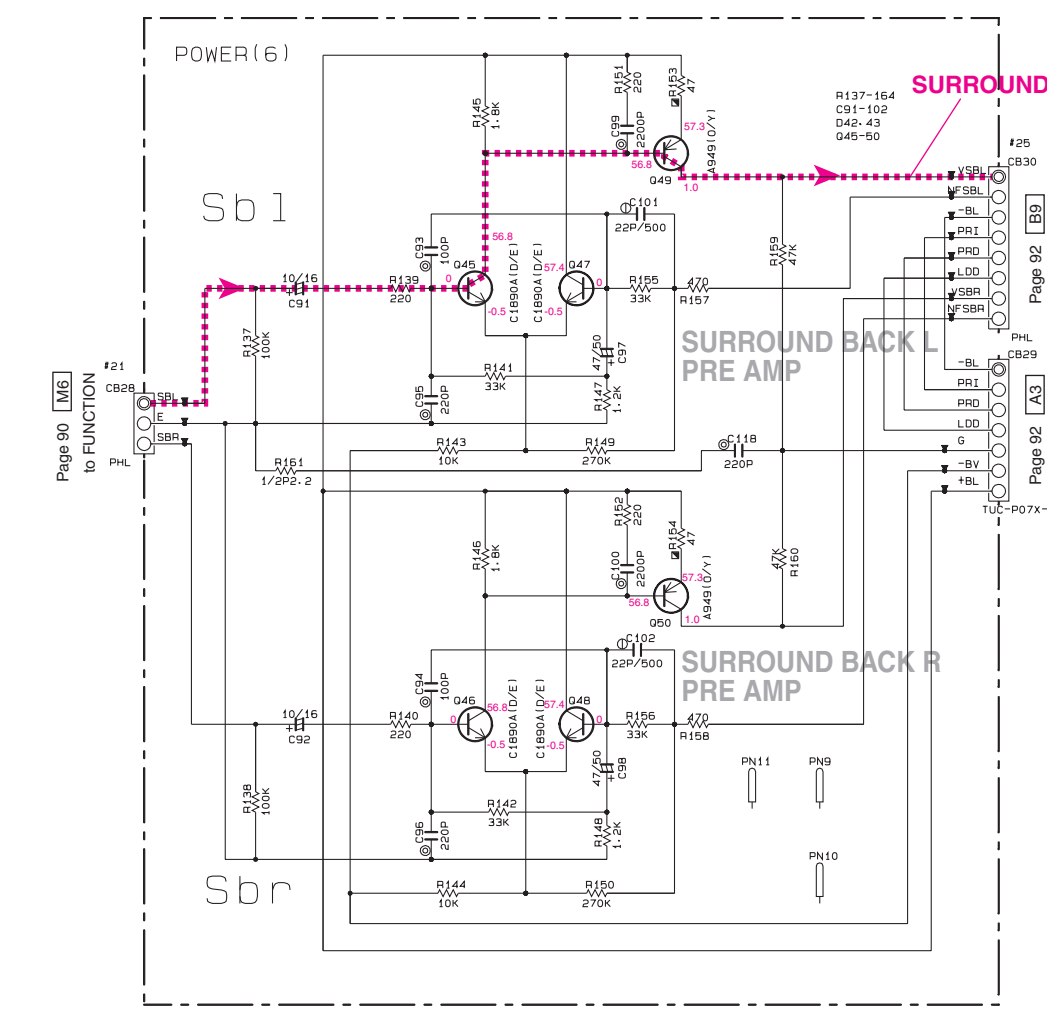 POWER(6)
R151
220
R153
47
R145
1.8K
R137-164
C91-102
D42.43
Q45-50
SURROUND
C99
2200P
57.3
A949(O/Y)
56.8
Q49
1.0
#25
CB30
VSBL
NFSBL
-BL
PRI
PRD
LDD
VSBR
NFSBR
PHL
B9
Page 92
Sbl
C101
22P/500
C93
100P
56.8
Q45
0
-0.5
C1890A(D/E)
57.4
Q47
0
-0.5
C1890A(D/E)
R159
47K
10/16
+
C91
R139
220
R155
33K
470
R157
SURROUND BACK L
PRE AMP
R137
100K
47/50
+
C97
R141
33K
R147
1.2K
C95
220P
#21
CB28
SBL
E
SBR
PHL
Page 90
M6
to FUNCTION
CB29
-BL
PRI
PRD
LDD
G
-BV
+BL
TUC-P07X-
A3
Page 92
R143
10K
R149
270K
C118
220P
R161
1/2P2.2
R152
220
R154
47
R146
1.8K
C100
2200P
57.3
A949(O/Y)
56.8
Q50
1.0
47K
R160
C102
22P/500
SURROUND BACK R
PRE AMP
C94
100P
Q46
56.8
0
-0.5
C1890A(D/E)
57.4
Q48
0
-0.5
C1890A(D/E)
10/16
+
C92
R140
220
R156
33K
470
R158
R138
100K
47/50
+
C98
R142
33K
R148
1.2K
C96
220P
PN11
PN9
PN10
Sbr
R144
10K
R150
270K